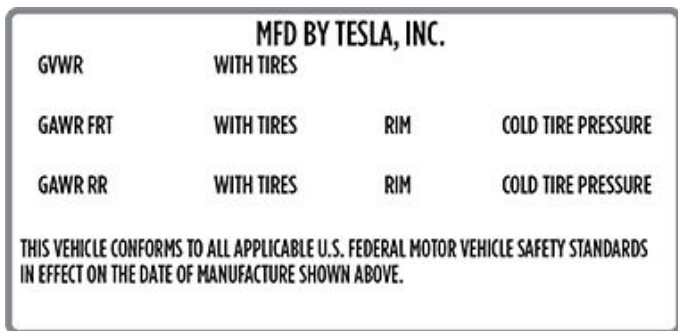 MFD BY TESLA, INC.
GVWR WITH TIRES
GAWR FRT WITH TIRES RIM COLD TIRE PRESSURE
GAWR RR WITH TIRES RIM COLD TIRE PRESSURE
THIS VEHICLE CONFORMS TO ALL APPLICABLE U.S. FEDERAL MOTOR VEHICLE SAFETY STANDARDS
IN EFFECT ON THE DATE OF MANUFACTURE SHOWN ABOVE.